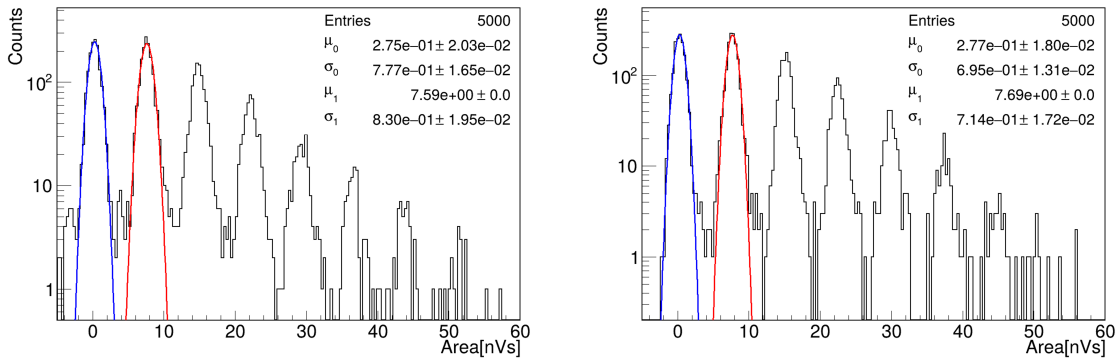 Counts
Entries 5000
μ0 2.75e−01± 2.03e−02
σ0 7.77e−01± 1.65e−02
μ1 7.59e+00 ± 0.0
σ1 8.30e−01± 1.95e−02
10²
10
1
0 10 20 30 40 50 60
Area[nVs]
Counts
Entries 5000
μ0 2.77e−01± 1.80e−02
σ0 6.95e−01± 1.31e−02
μ1 7.69e+00 ± 0.0
σ1 7.14e−01± 1.72e−02
10²
10
1
0 10 20 30 40 50 60
Area[nVs]